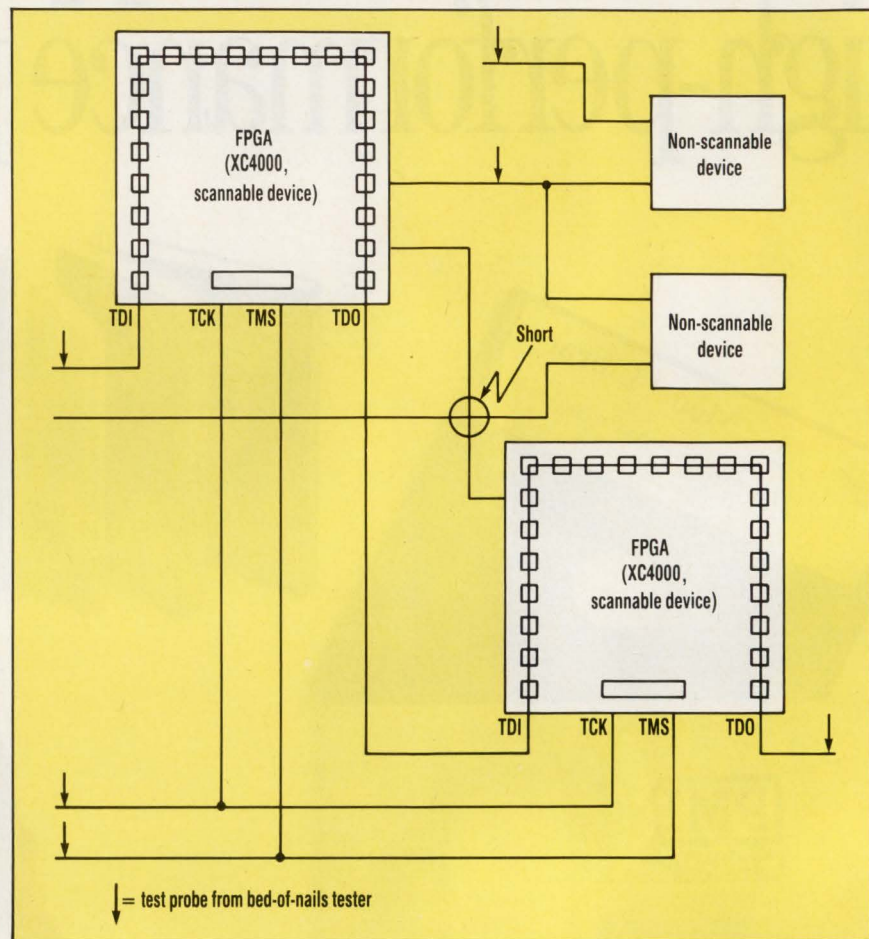 FPGA
(XC4000,
scannable device)
TDI TCK TMS TDO
Non-scannable
device
Non-scannable
device
Short
FPGA
(XC4000,
scannable device)
TDI TCK TMS TDO
= test probe from bed-of-nails tester